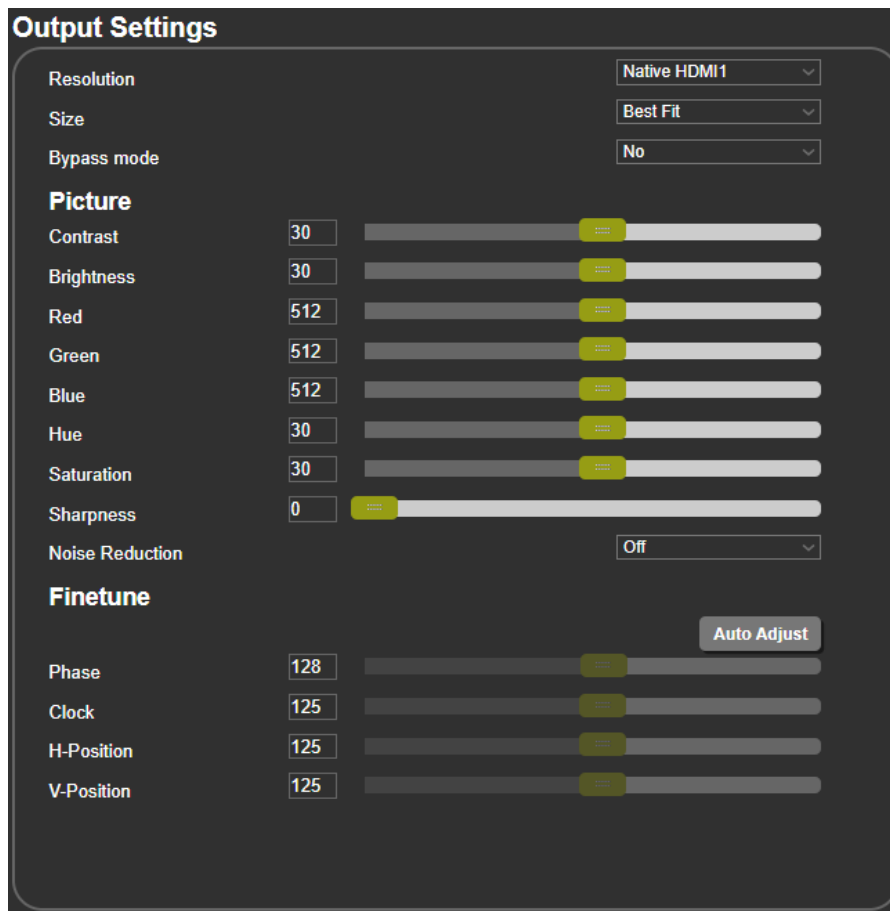 Output Settings
Resolution Native HDMI1
Size Best Fit
Bypass mode No
Picture
Contrast 30
Brightness 30
Red 512
Green 512
Blue 512
Hue 30
Saturation 30
Sharpness 0
Noise Reduction Off
Finetune
Auto Adjust
Phase 128
Clock 125
H-Position 125
V-Position 125